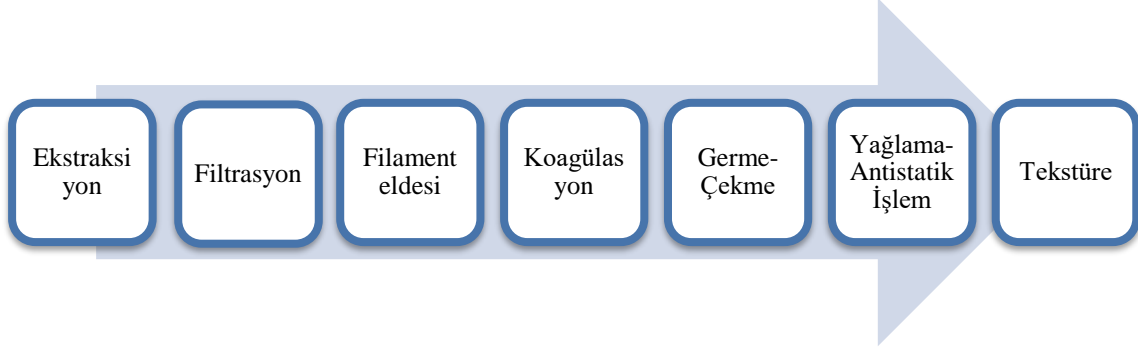 Ekstraksi
yon
Filtrasyon
Filament
eldesi
Koagülas
yon
Germe-
Çekme
Yağlama-
Antistatik
İşlem
Tekstüre